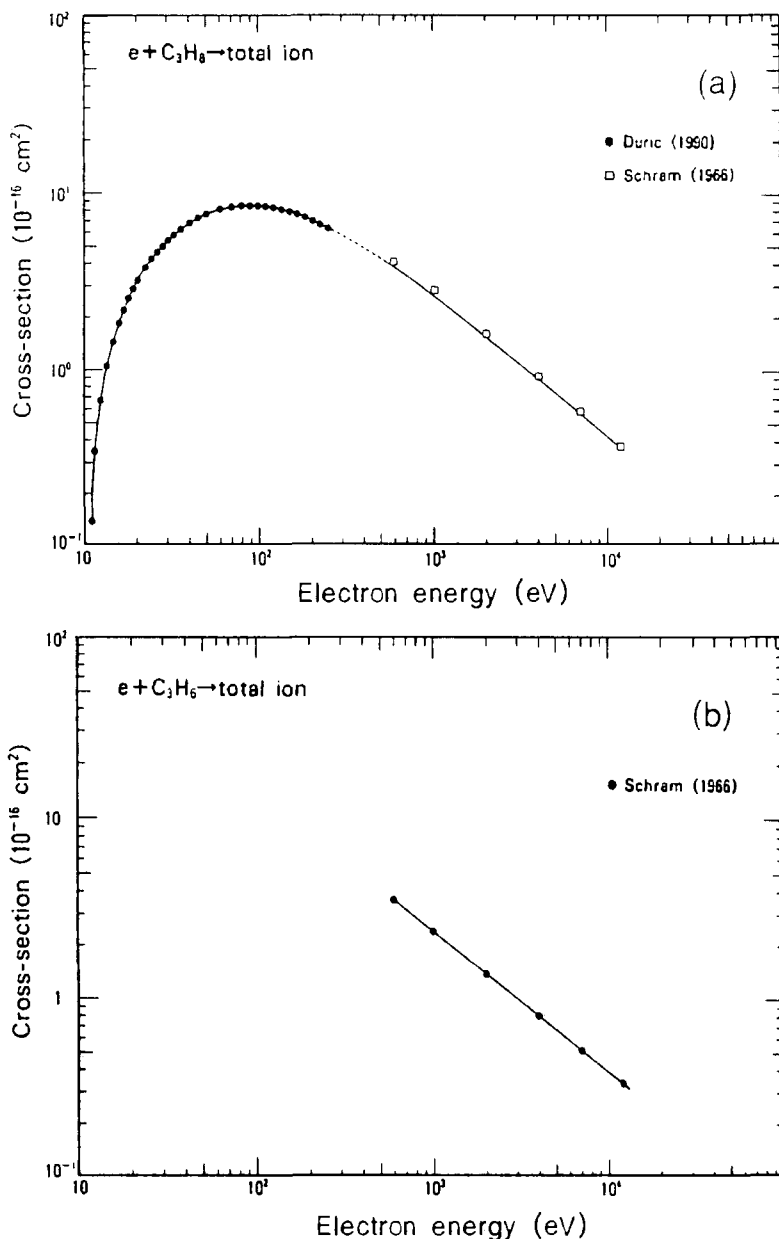 e+C₃H₈→total ion
(a)
● Duric (1990)
□ Schram (1966)
Cross-section (10⁻¹⁶ cm²)
10²
10¹
10⁰
10⁻¹
10
10²
10³
10⁴
Electron energy (eV)
e+C₃H₆→total ion
(b)
● Schram (1966)
Cross-section (10⁻¹⁶ cm²)
10²
10
1
10⁻¹
10
10²
10³
10⁴
Electron energy (eV)